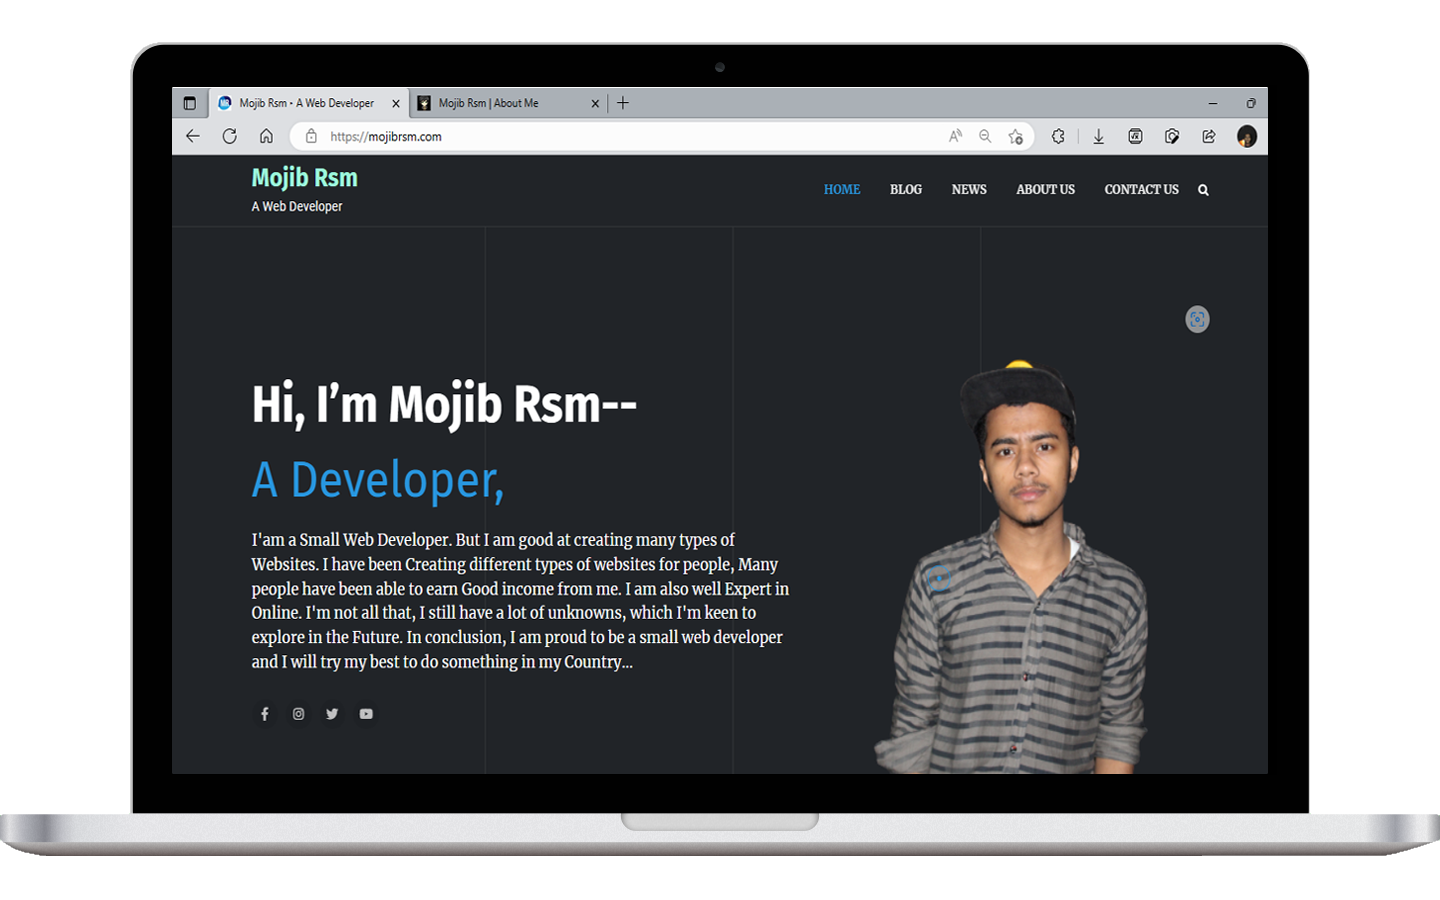 Mojib Rsm • A Web Developer
Mojib Rsm | About Me
https://mojibrsm.com
Mojib Rsm
A Web Developer
HOME BLOG NEWS ABOUT US CONTACT US
Hi, I’m Mojib Rsm--
A Developer,
I'am a Small Web Developer. But I am good at creating many types of
Websites. I have been Creating different types of websites for people, Many
people have been able to earn Good income from me. I am also well Expert in
Online. I'm not all that, I still have a lot of unknowns, which I'm keen to
explore in the Future. In conclusion, I am proud to be a small web developer
and I will try my best to do something in my Country...